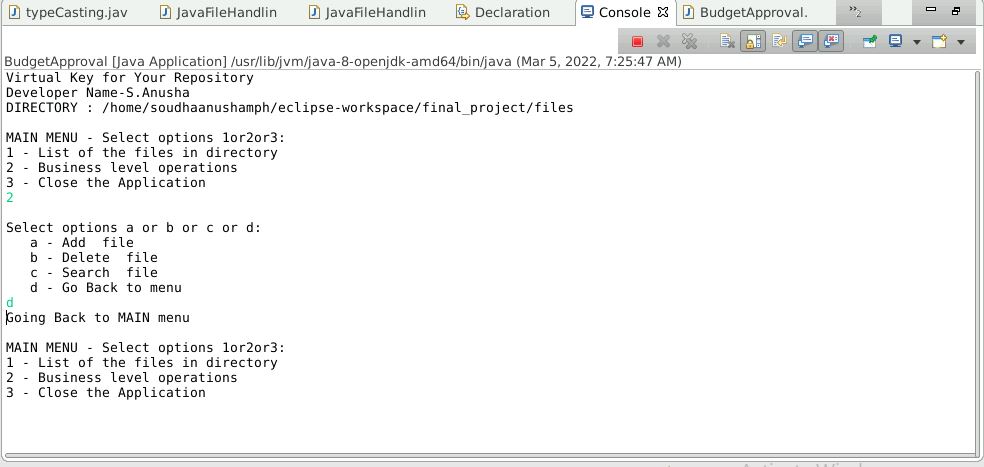 typeCasting.jav JavaFileHandlin JavaFileHandlin Declaration Console BudgetApproval. »2
BudgetApproval [Java Application] /usr/lib/jvm/java-8-openjdk-amd64/bin/java (Mar 5, 2022, 7:25:47 AM)
Virtual Key for Your Repository
Developer Name-S.Anusha
DIRECTORY : /home/soudhaanushamph/eclipse-workspace/final_project/files
MAIN MENU - Select options 1or2or3:
1 - List of the files in directory
2 - Business level operations
3 - Close the Application
2
Select options a or b or c or d:
a - Add  file
b - Delete  file
c - Search  file
d - Go Back to menu
d
Going Back to MAIN menu
MAIN MENU - Select options 1or2or3:
1 - List of the files in directory
2 - Business level operations
3 - Close the Application